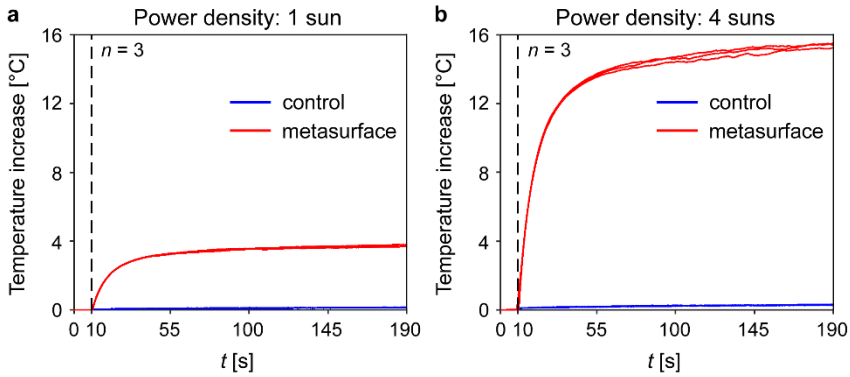 a
Power density: 1 sun
Temperature increase [°C]
16
12
8
4
0
n = 3
control
metasurface
0 10 55 100 145 190
t [s]
b
Power density: 4 suns
Temperature increase [°C]
16
12
8
4
0
n = 3
control
metasurface
0 10 55 100 145 190
t [s]